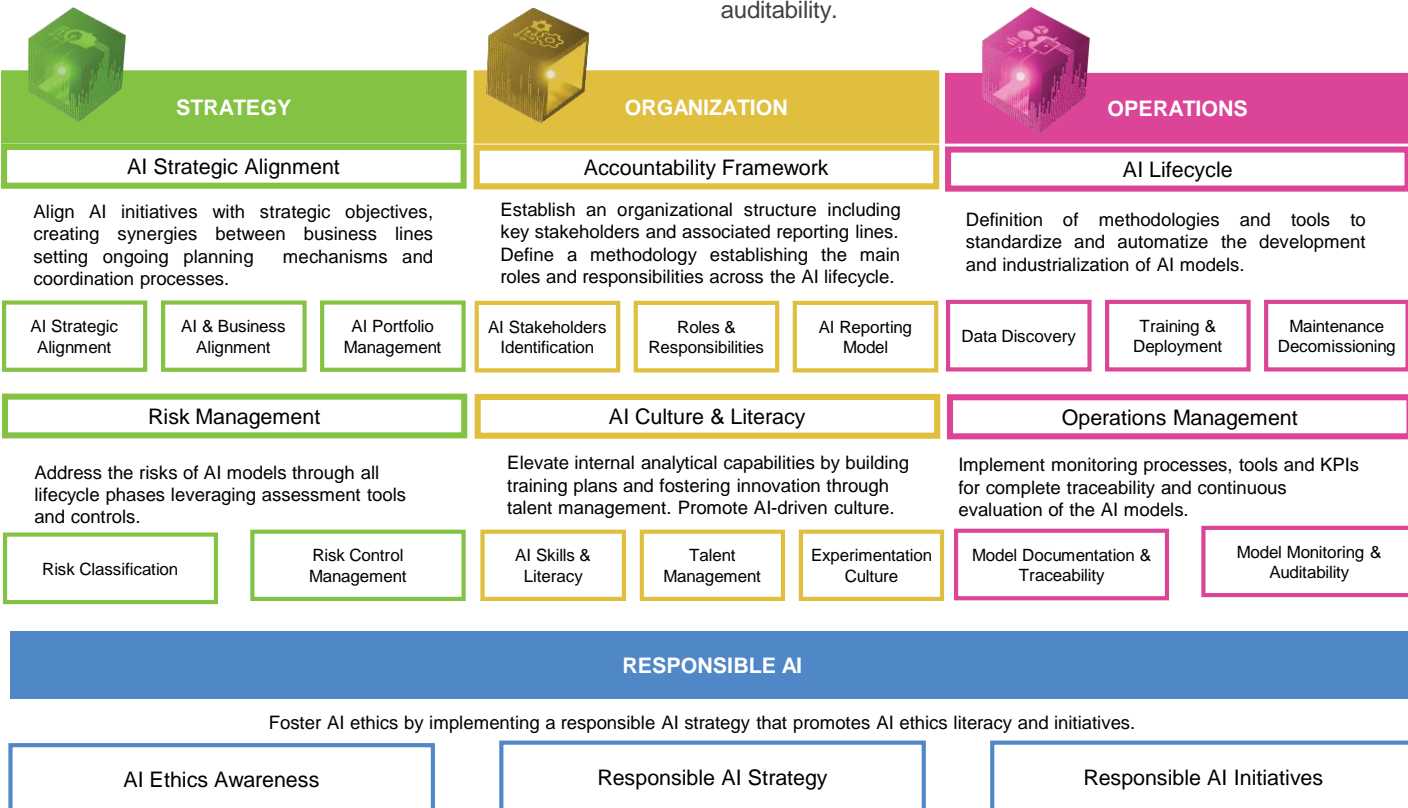 auditability.
STRATEGY
ORGANIZATION
OPERATIONS
AI Strategic Alignment
Accountability Framework
AI Lifecycle
Align AI initiatives with strategic objectives,
creating synergies between business lines
setting ongoing planning mechanisms and
coordination processes.
Establish an organizational structure including
key stakeholders and associated reporting lines.
Define a methodology establishing the main
roles and responsibilities across the AI lifecycle.
Definition of methodologies and tools to
standardize and automatize the development
and industrialization of AI models.
AI Strategic
Alignment
AI & Business
Alignment
AI Portfolio
Management
AI Stakeholders
Identification
Roles &
Responsibilities
AI Reporting
Model
Data Discovery
Training &
Deployment
Maintenance
Decomissioning
Risk Management
AI Culture & Literacy
Operations Management
Address the risks of AI models through all
lifecycle phases leveraging assessment tools
and controls.
Elevate internal analytical capabilities by building
training plans and fostering innovation through
talent management. Promote AI-driven culture.
Implement monitoring processes, tools and KPIs
for complete traceability and continuous
evaluation of the AI models.
Risk Classification
Risk Control
Management
AI Skills &
Literacy
Talent
Management
Experimentation
Culture
Model Documentation &
Traceability
Model Monitoring &
Auditability
RESPONSIBLE AI
Foster AI ethics by implementing a responsible AI strategy that promotes AI ethics literacy and initiatives.
AI Ethics Awareness
Responsible AI Strategy
Responsible AI Initiatives